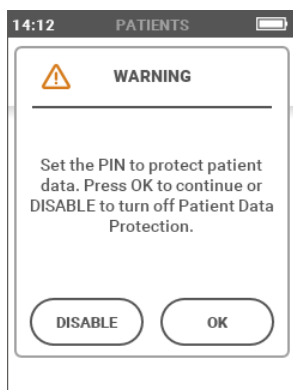 14:12 PATIENTS
WARNING
Set the PIN to protect patient
data. Press OK to continue or
DISABLE to turn off Patient Data
Protection.
DISABLE OK